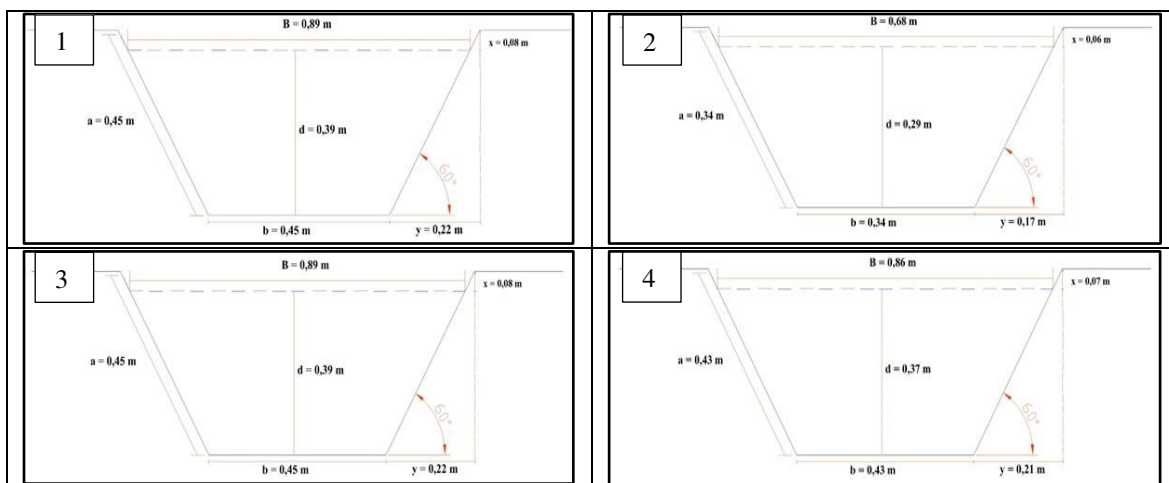 1
B = 0,89 m
x = 0,08 m
a = 0,45 m
d = 0,39 m
60°
b = 0,45 m
y = 0,22 m
2
B = 0,68 m
x = 0,06 m
a = 0,34 m
d = 0,29 m
60°
b = 0,34 m
y = 0,17 m
3
B = 0,89 m
x = 0,08 m
a = 0,45 m
d = 0,39 m
60°
b = 0,45 m
y = 0,22 m
4
B = 0,86 m
x = 0,07 m
a = 0,43 m
d = 0,37 m
60°
b = 0,43 m
y = 0,21 m